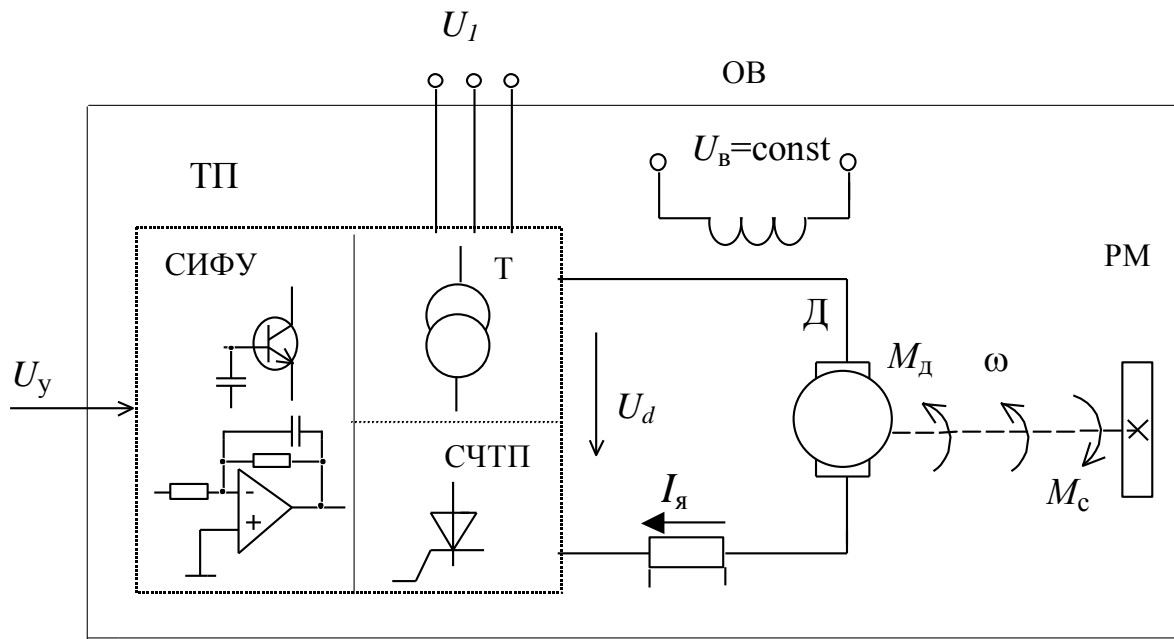 U₁
ОВ
Uв=const
ТП
СИФУ
Т
РМ
Д
Mд
ω
Uу
Ud
СЧТП
Iя
Mс
-
+